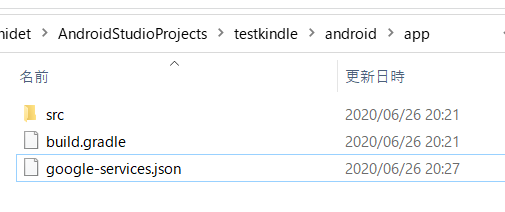 nidet > AndroidStudioProjects > testkindle > android > app
名前 更新日時
src 2020/06/26 20:21
build.gradle 2020/06/26 20:21
google-services.json 2020/06/26 20:27